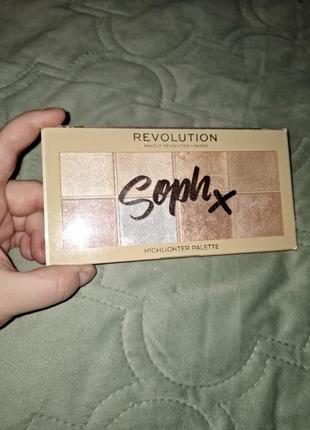 REVOLUTION
MAKEUP REVOLUTION LONDON
Soph x
HIGHLIGHTER PALETTE